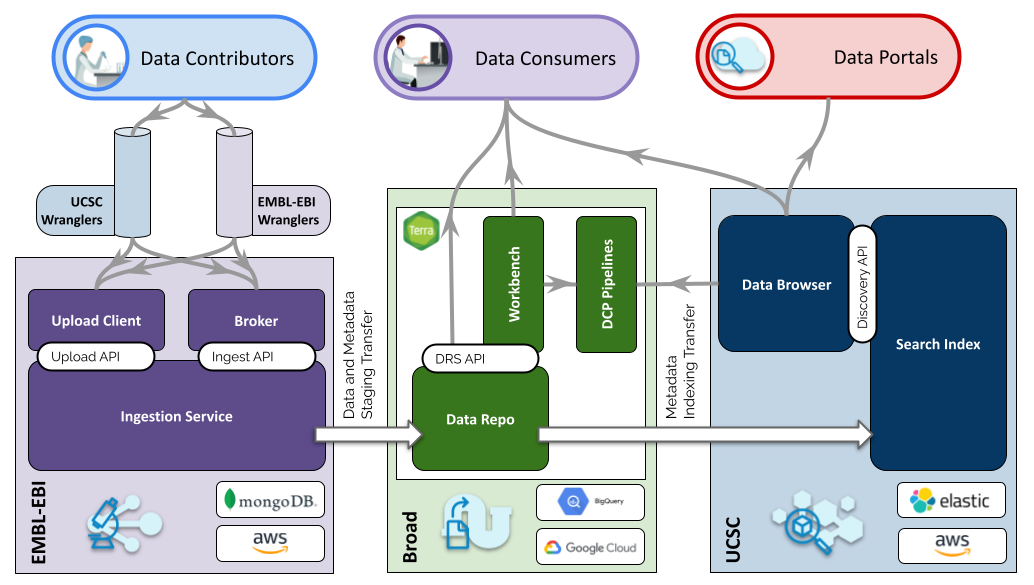 Data Contributors
Data Consumers
Data Portals
UCSC
Wranglers
EMBL-EBI
Wranglers
Terra
Upload Client
Broker
Upload API
Ingest API
Ingestion Service
Data and Metadata
Staging Transfer
Workbench
DCP Pipelines
DRS API
Data Repo
Metadata
Indexing Transfer
Data Browser
Discovery API
Search Index
EMBL-EBI
mongoDB.
aws
Broad
BigQuery
Google Cloud
UCSC
elastic
aws